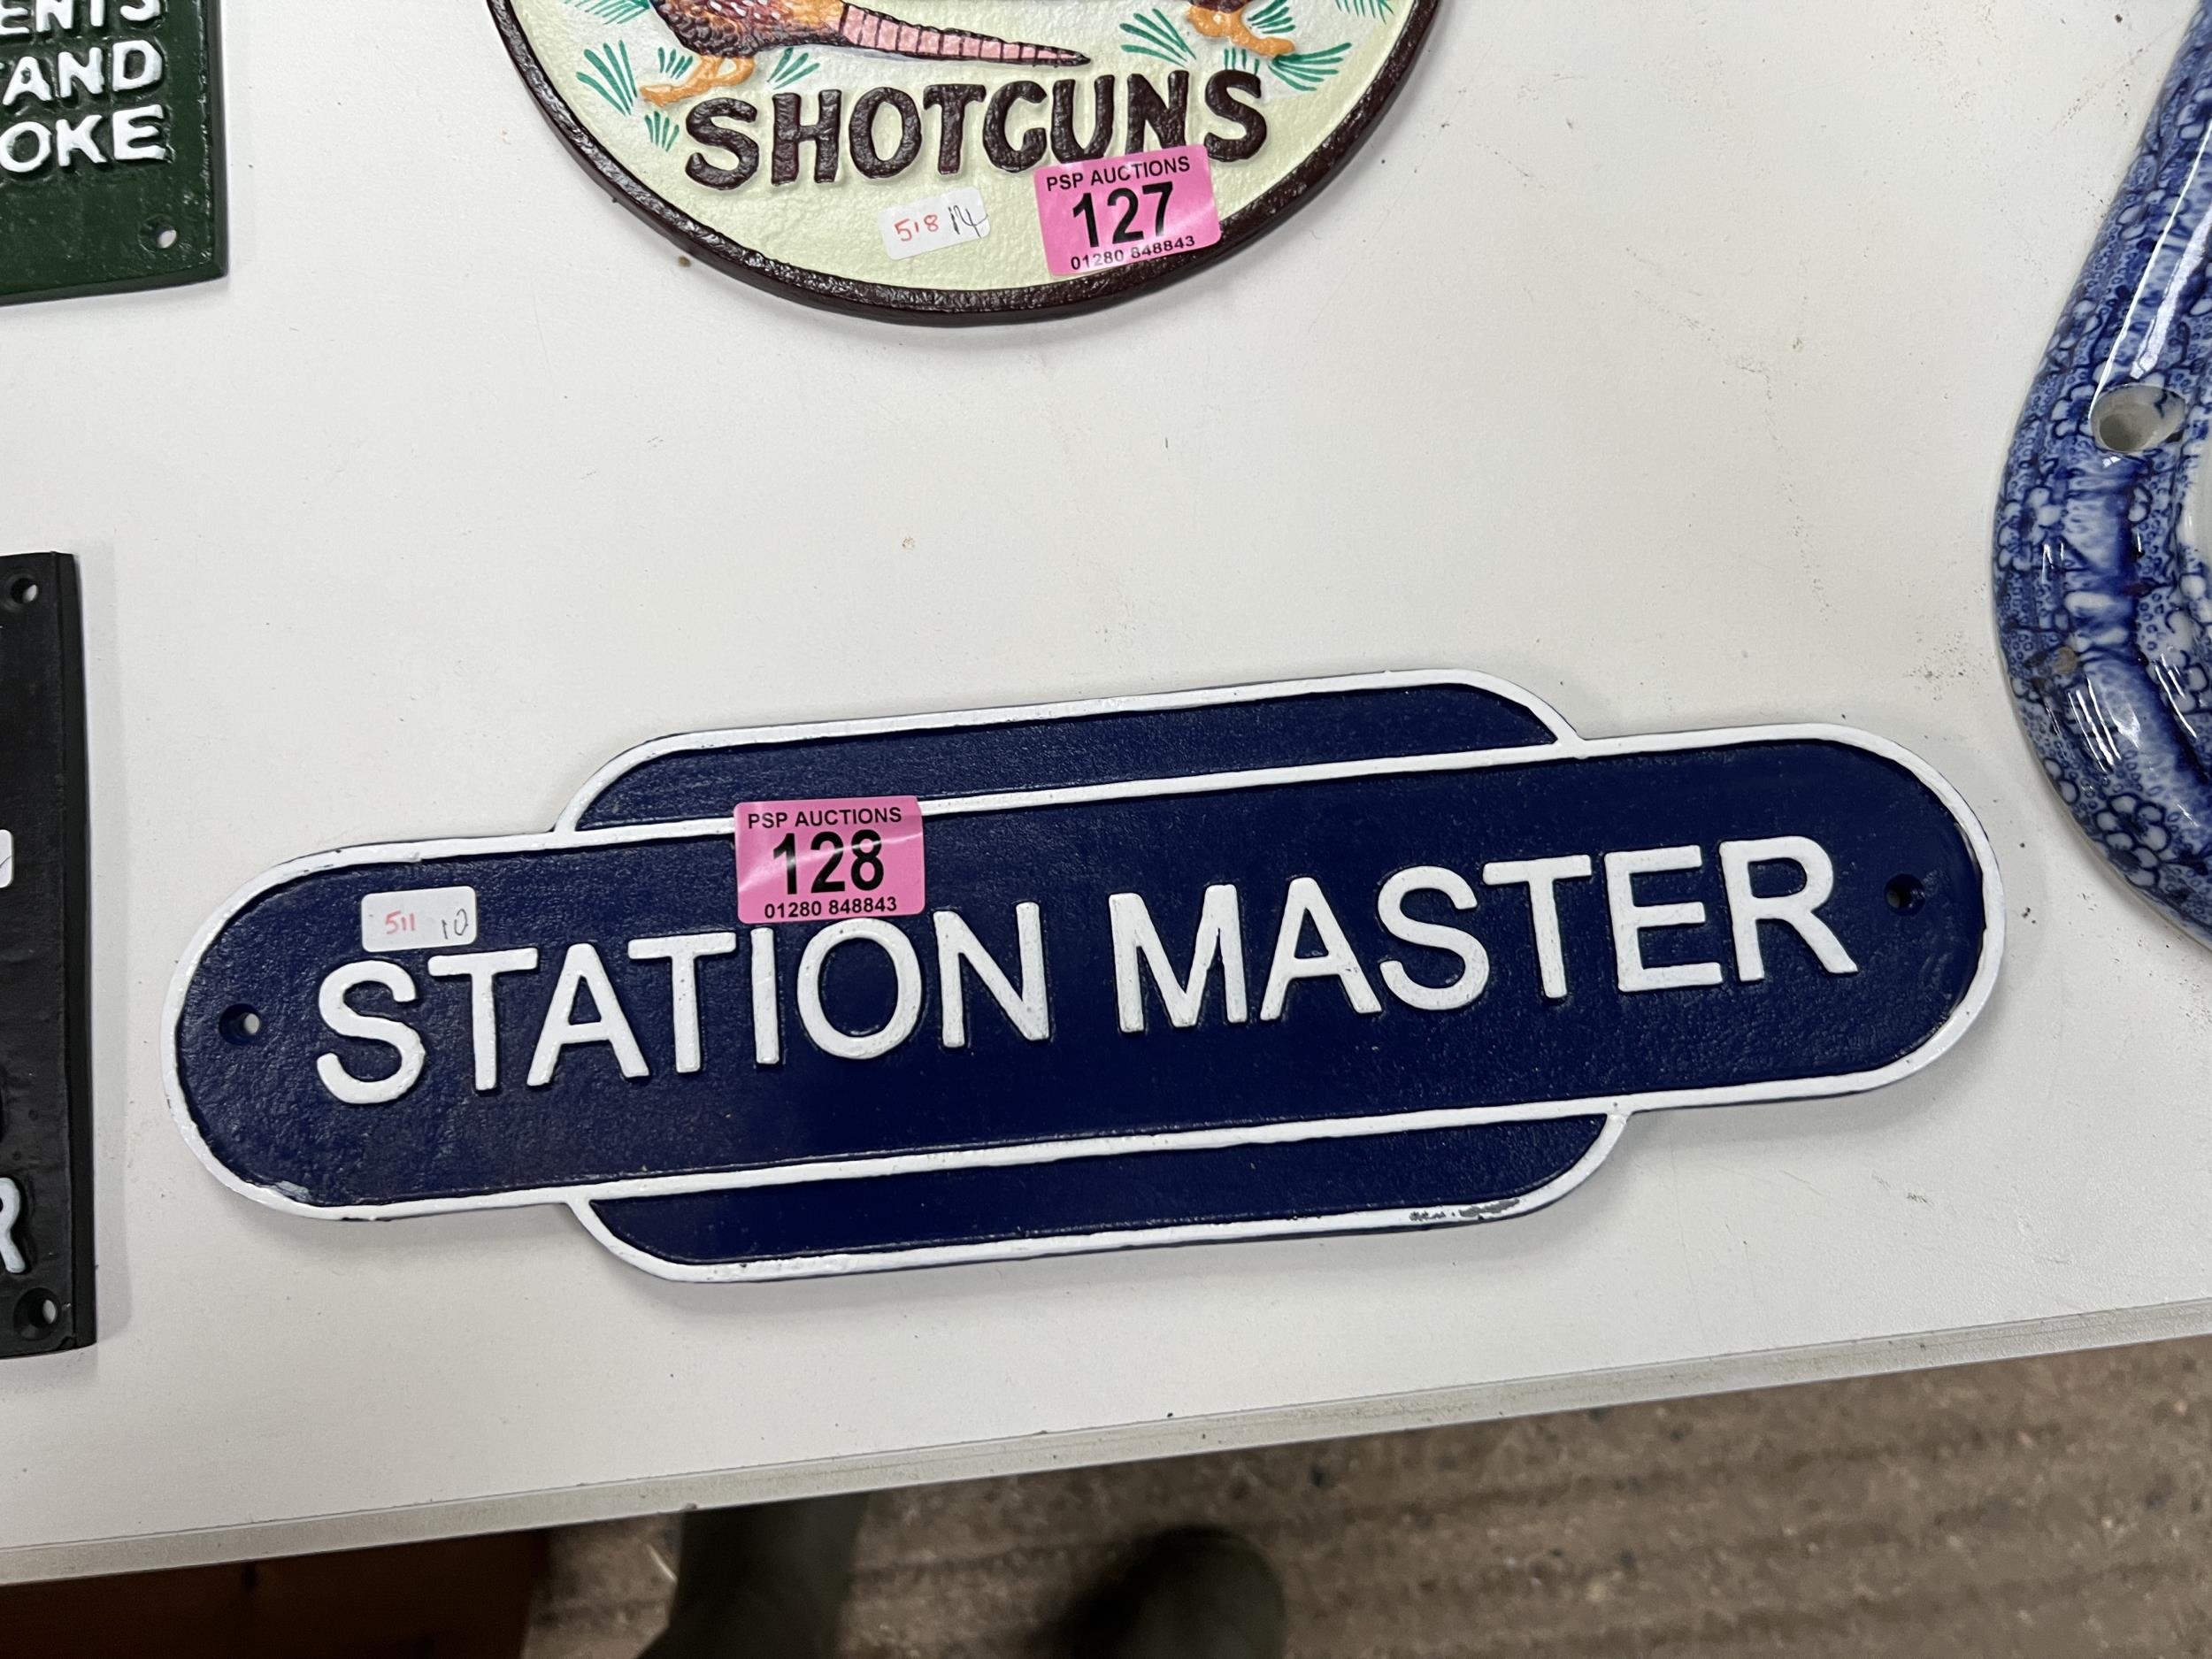 AND
OKE
SHOTGUNS
518 14
PSP AUCTIONS
127
01280 848843
PSP AUCTIONS
128
01280 848843
511 10
STATION MASTER
R